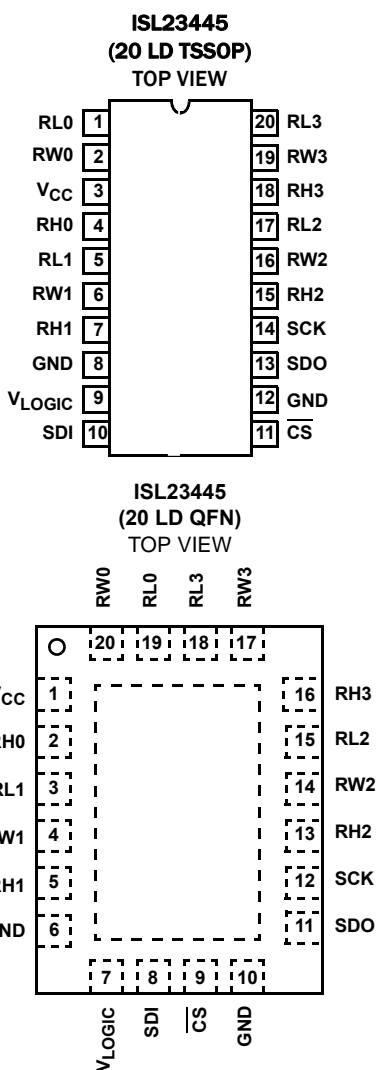 ISL23445
(20 LD TSSOP)
TOP VIEW
RL0 1 20 RL3
RW0 2 19 RW3
VCC 3 18 RH3
RH0 4 17 RL2
RL1 5 16 RW2
RW1 6 15 RH2
RH1 7 14 SCK
GND 8 13 SDO
VLOGIC 9 12 GND
SDI 10 11 CS
ISL23445
(20 LD QFN)
TOP VIEW
RW0 RL0 RL3 RW3
20 19 18 17
CC 1 16 RH3
H0 2 15 RL2
L1 3 14 RW2
W1 4 13 RH2
H1 5 12 SCK
ND 6 11 SDO
7 8 9 10
VLOGIC SDI CS GND